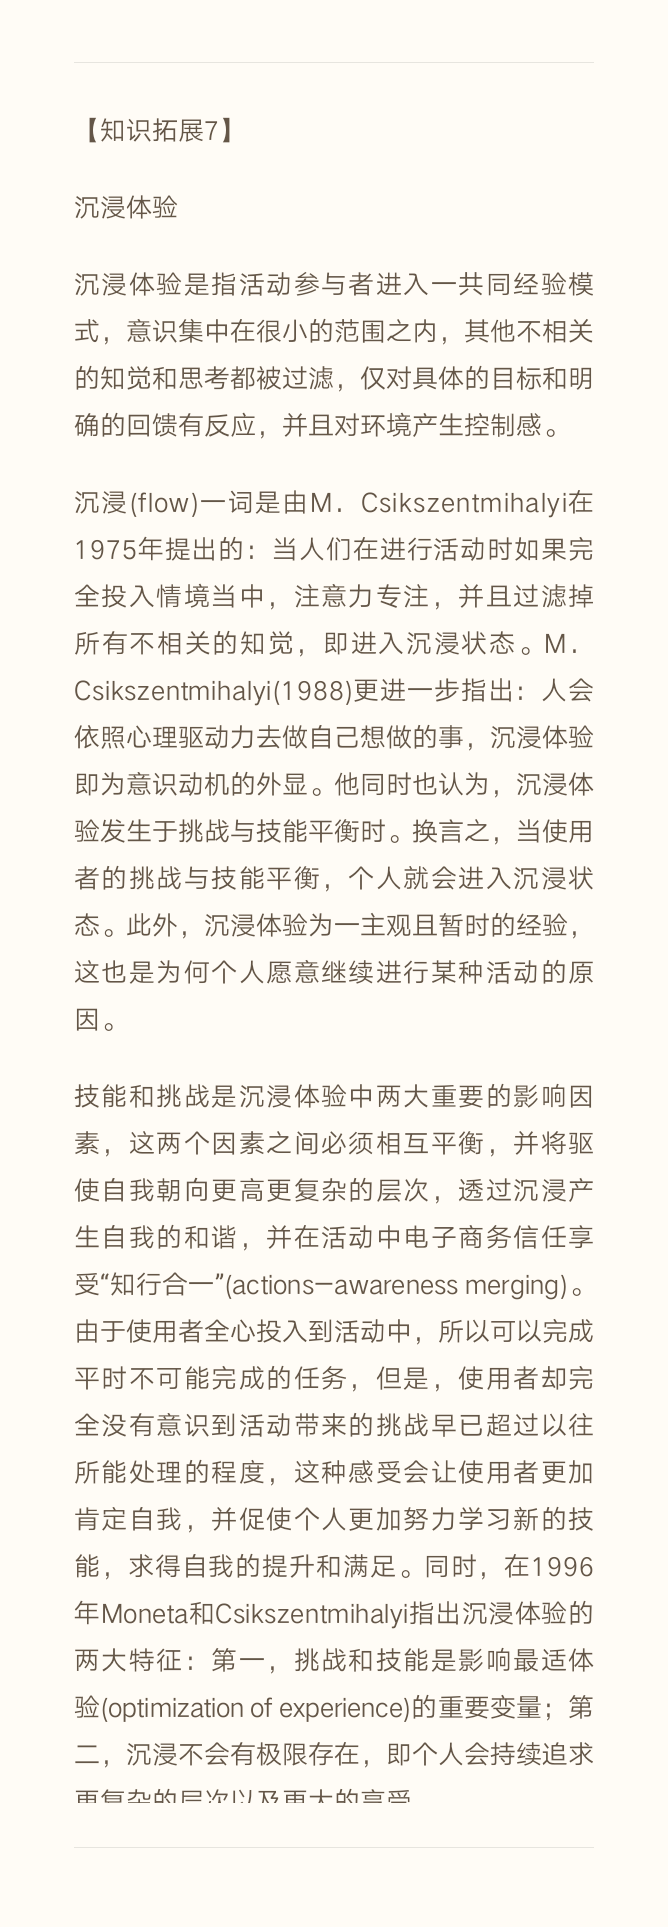 【知识拓展7】
沉浸体验
沉浸体验是指活动参与者进入一共同经验模
式，意识集中在很小的范围之内，其他不相关
的知觉和思考都被过滤，仅对具体的目标和明
确的回馈有反应，并且对环境产生控制感。
沉浸(flow)一词是由M．Csikszentmihalyi在
1975年提出的：当人们在进行活动时如果完
全投入情境当中，注意力专注，并且过滤掉
所有不相关的知觉，即进入沉浸状态。M．
Csikszentmihalyi(1988)更进一步指出：人会
依照心理驱动力去做自己想做的事，沉浸体验
即为意识动机的外显。他同时也认为，沉浸体
验发生于挑战与技能平衡时。换言之，当使用
者的挑战与技能平衡，个人就会进入沉浸状
态。此外，沉浸体验为一主观且暂时的经验，
这也是为何个人愿意继续进行某种活动的原
因。
技能和挑战是沉浸体验中两大重要的影响因
素，这两个因素之间必须相互平衡，并将驱
使自我朝向更高更复杂的层次，透过沉浸产
生自我的和谐，并在活动中电子商务信任享
受“知行合一”(actions—awareness merging)。
由于使用者全心投入到活动中，所以可以完成
平时不可能完成的任务，但是，使用者却完
全没有意识到活动带来的挑战早已超过以往
所能处理的程度，这种感受会让使用者更加
肯定自我，并促使个人更加努力学习新的技
能，求得自我的提升和满足。同时，在1996
年Moneta和Csikszentmihalyi指出沉浸体验的
两大特征：第一，挑战和技能是影响最适体
验(optimization of experience)的重要变量；第
二，沉浸不会有极限存在，即个人会持续追求
更复杂的层次以及更大的享受